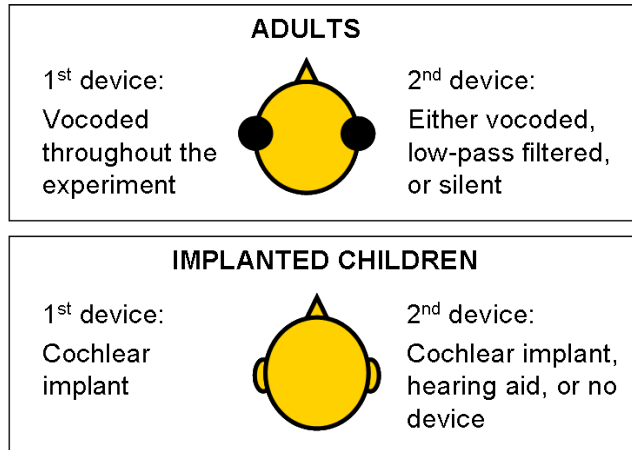 ADULTS
1st device:
Vocoded
throughout the
experiment
2nd device:
Either vocoded,
low-pass filtered,
or silent
IMPLANTED CHILDREN
1st device:
Cochlear
implant
2nd device:
Cochlear implant,
hearing aid, or no
device